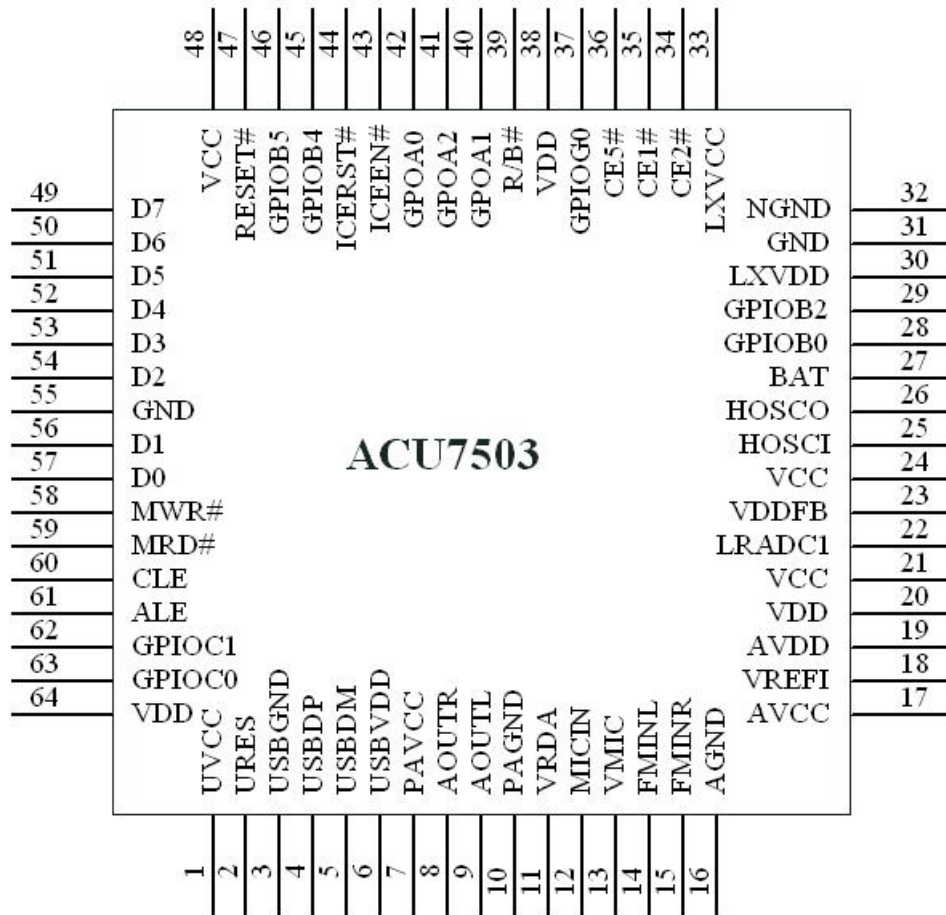 48 47 46 45 44 43 42 41 40 39 38 37 36 35 34 33
VCC RESET# GPIOB5 GPIOB4 ICERST# ICEEN# GPOA0 GPOA2 GPOA1 R/B# VDD GPIOG0 CE5# CE1# CE2# LXVCC
49 D7 NGND 32
50 D6 GND 31
51 D5 LXVDD 30
52 D4 GPIOB2 29
53 D3 GPIOB0 28
54 D2 BAT 27
55 GND HOSCO 26
56 D1 HOSCI 25
ACU7503
57 D0 VCC 24
58 MWR# VDDFB 23
59 MRD# LRADC1 22
60 CLE VCC 21
61 ALE VDD 20
62 GPIOC1 AVDD 19
63 GPIOC0 VREFI 18
64 VDD AVCC 17
UVCC URES USBGND USBDP USBDM USBVDD PAVCC AOUTR AOUTL PAGND VRDA MICIN VMIC FMINL FMINR AGND
1 2 3 4 5 6 7 8 9 10 11 12 13 14 15 16